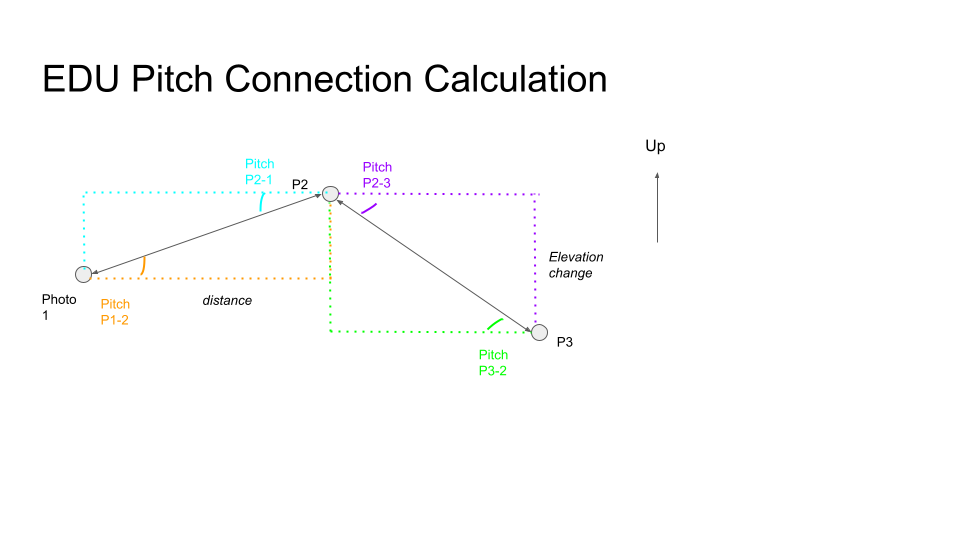 EDU Pitch Connection Calculation
Up
Pitch
P2-1
P2
Pitch
P2-3
Elevation
change
Photo
1
Pitch
P1-2
distance
P3
Pitch
P3-2